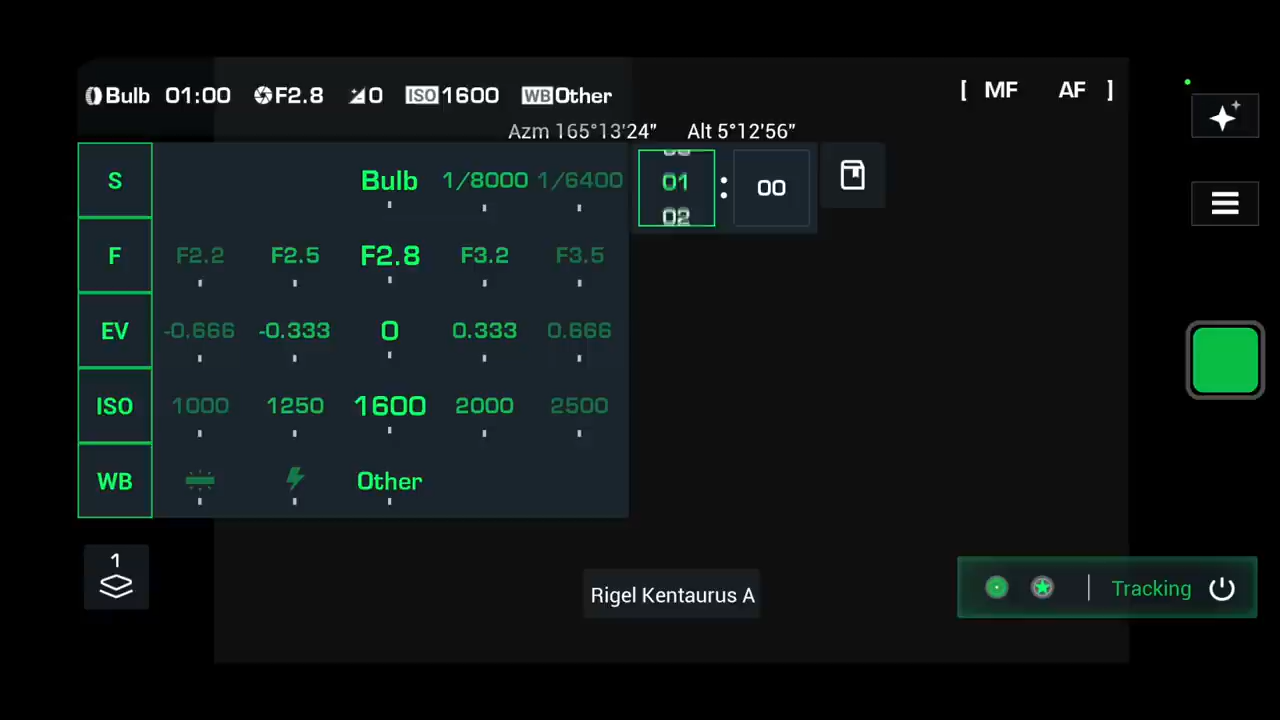 Bulb 01:00 F2.8 0 ISO 1600 WB Other [ MF AF ]
Azm 165°13'24" Alt 5°12'56"
S Bulb 1/8000 1/6400 01 : 00
02
F F2.2 F2.5 F2.8 F3.2 F3.5
EV -0.666 -0.333 0 0.333 0.666
ISO 1000 1250 1600 2000 2500
WB Other
1
Rigel Kentaurus A
Tracking